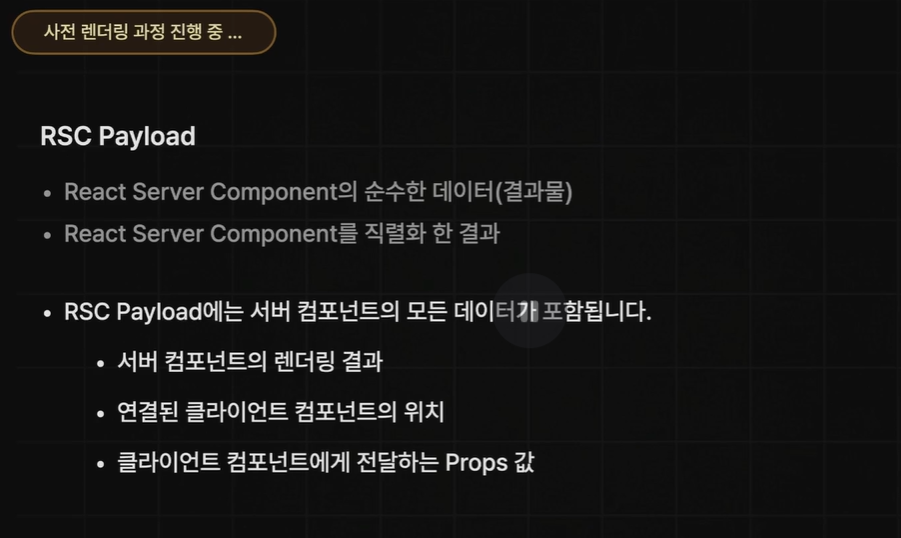 사전 렌더링 과정 진행 중 ...
RSC Payload
• React Server Component의 순수한 데이터(결과물)
• React Server Component를 직렬화 한 결과
• RSC Payload에는 서버 컴포넌트의 모든 데이터가 포함됩니다.
• 서버 컴포넌트의 렌더링 결과
• 연결된 클라이언트 컴포넌트의 위치
• 클라이언트 컴포넌트에게 전달하는 Props 값